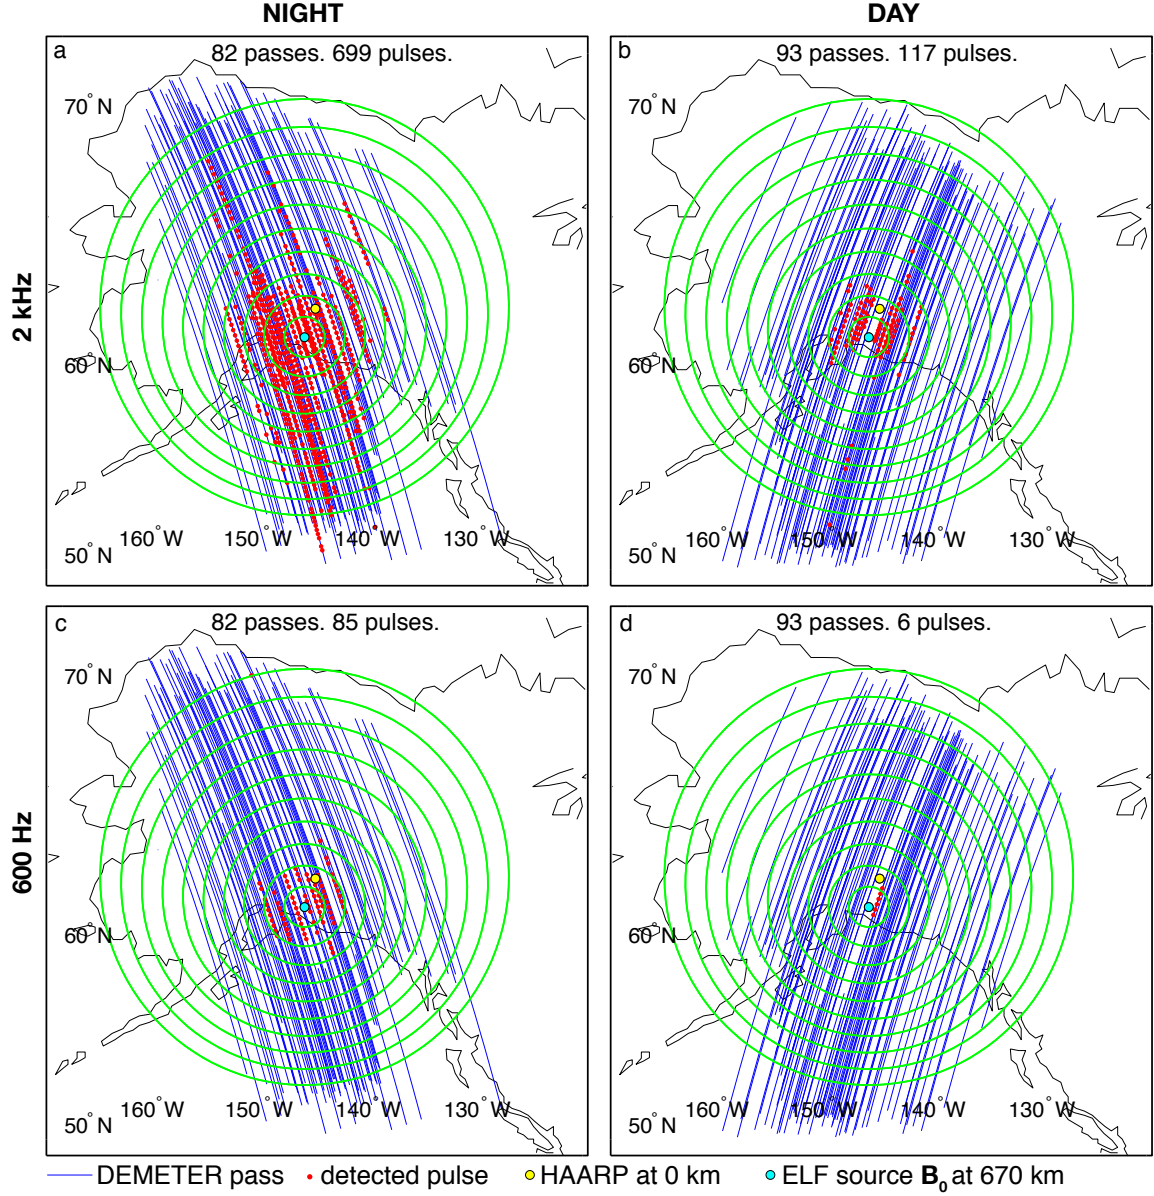 NIGHT DAY
a 82 passes. 699 pulses.
b 93 passes. 117 pulses.
70° N 70° N
2 kHz
60° N 60° N
160° W 150° W 140° W 130° W 160° W 150° W 140° W 130° W
50° N 50° N
c 82 passes. 85 pulses.
d 93 passes. 6 pulses.
70° N 70° N
600 Hz
60° N 60° N
160° W 150° W 140° W 130° W 160° W 150° W 140° W 130° W
50° N 50° N
DEMETER pass detected pulse HAARP at 0 km ELF source B0 at 670 km